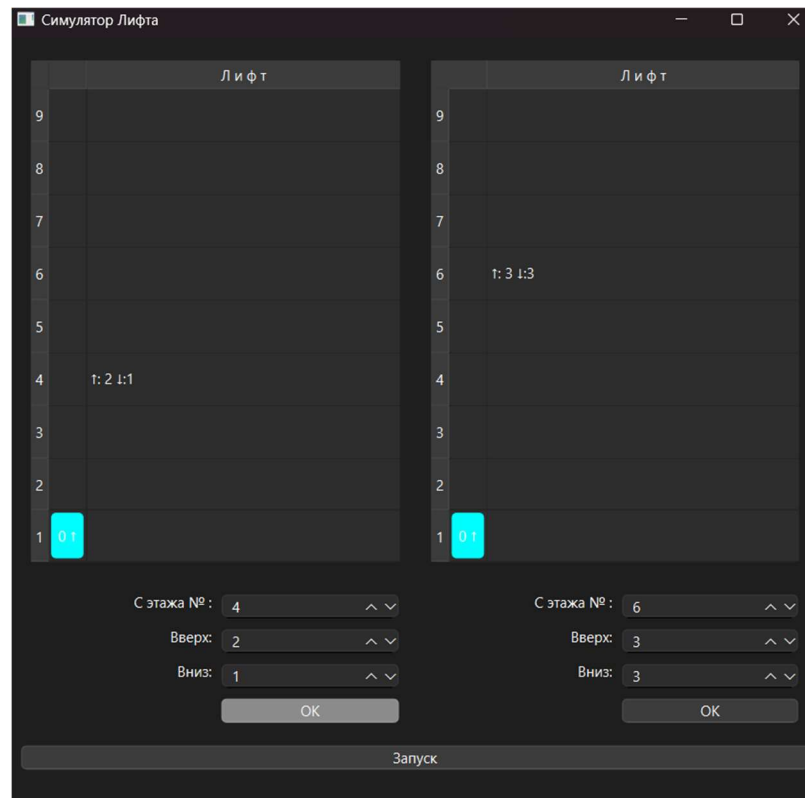 Симулятор Лифта
Лифт
9
8
7
6
5
4 ↑: 2 ↓:1
3
2
1 0 ↑
С этажа № : 4
Вверх: 2
Вниз: 1
OK
Лифт
9
8
7
6 ↑: 3 ↓:3
5
4
3
2
1 0 ↑
С этажа № : 6
Вверх: 3
Вниз: 3
OK
Запуск